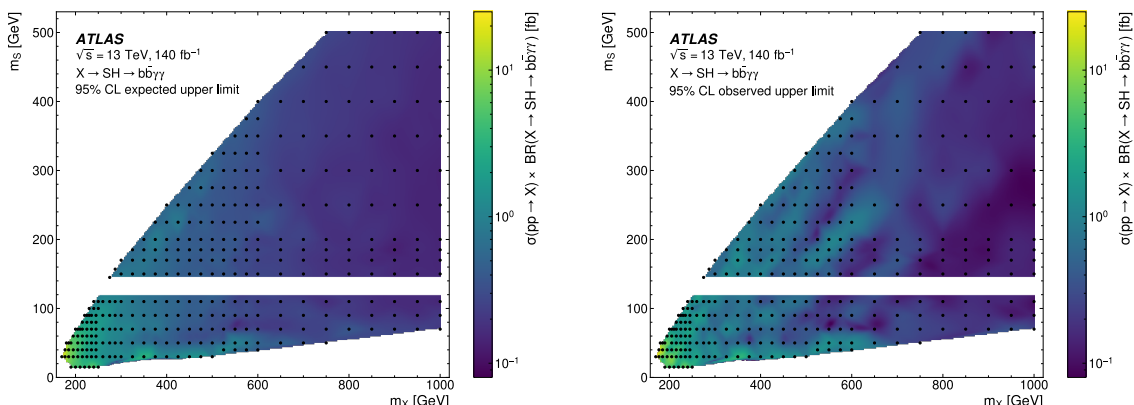 500
400
300
200
100
0
200
400
600
800
1000
m_S [GeV]
m_X [GeV]
ATLAS
√s = 13 TeV, 140 fb⁻¹
X → SH → bb̄γγ
95% CL expected upper limit
10¹
10⁰
10⁻¹
σ(pp → X) × BR(X → SH → bb̄γγ) [fb]
500
400
300
200
100
0
200
400
600
800
1000
m_S [GeV]
m_X [GeV]
ATLAS
√s = 13 TeV, 140 fb⁻¹
X → SH → bb̄γγ
95% CL observed upper limit
10¹
10⁰
10⁻¹
σ(pp → X) × BR(X → SH → bb̄γγ) [fb]